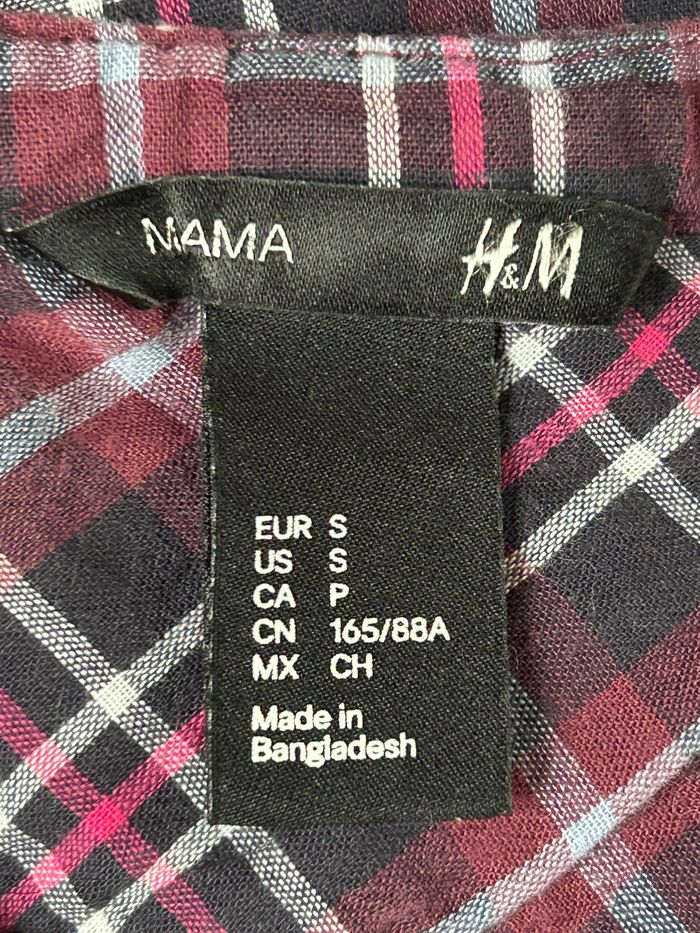 MAMA H&M
EUR S
US S
CA P
CN 165/88A
MX CH
Made in
Bangladesh